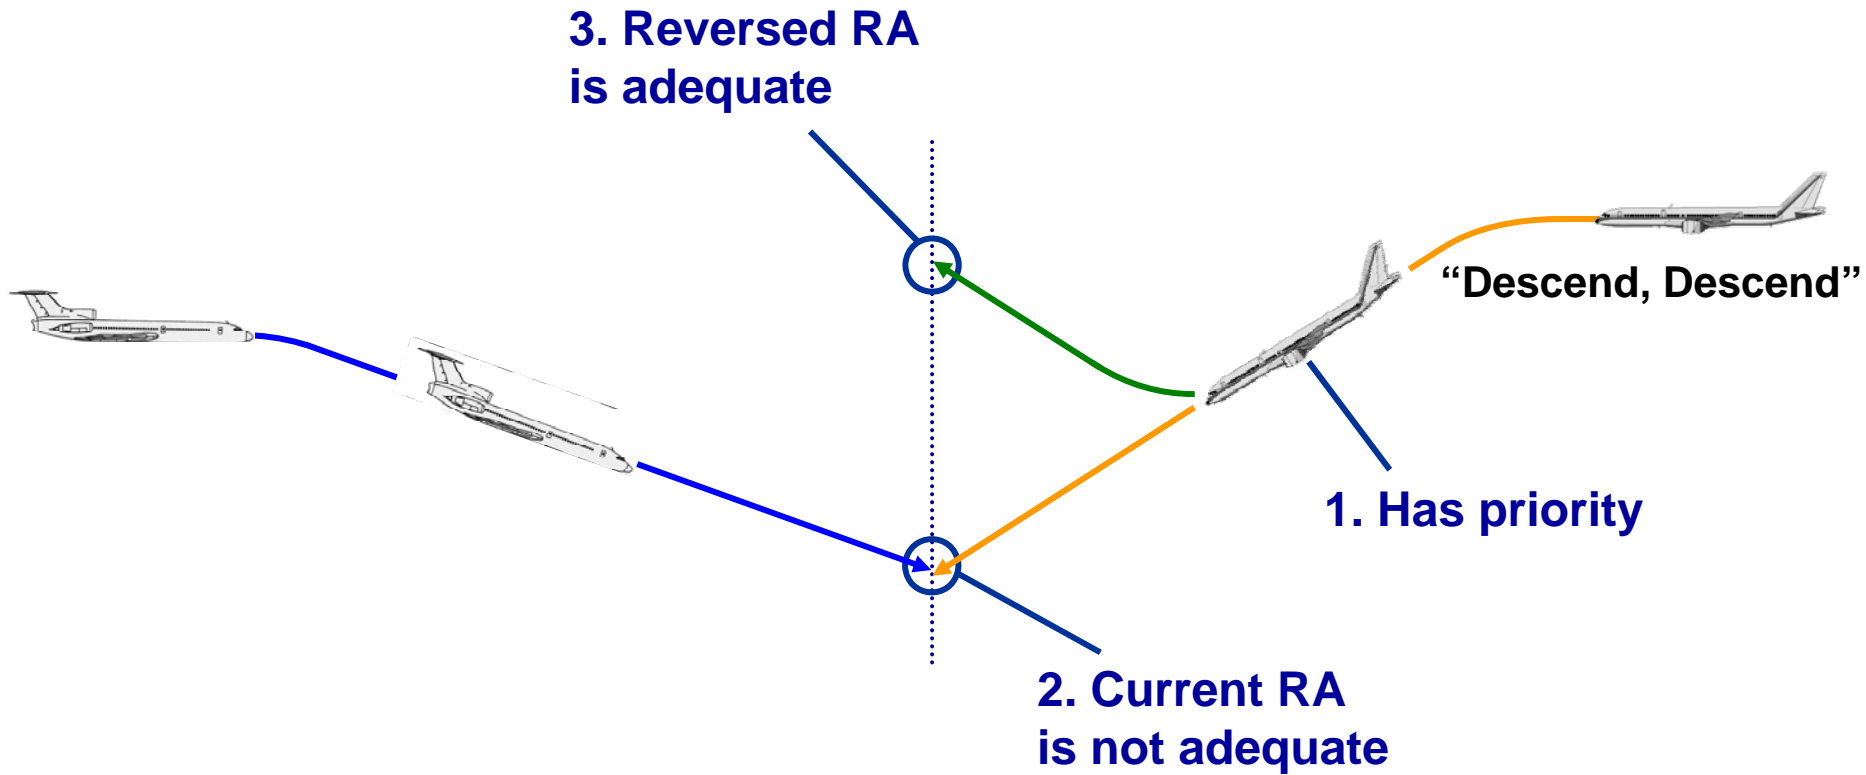 3. Reversed RA
is adequate
“Descend, Descend”
1. Has priority
2. Current RA
is not adequate